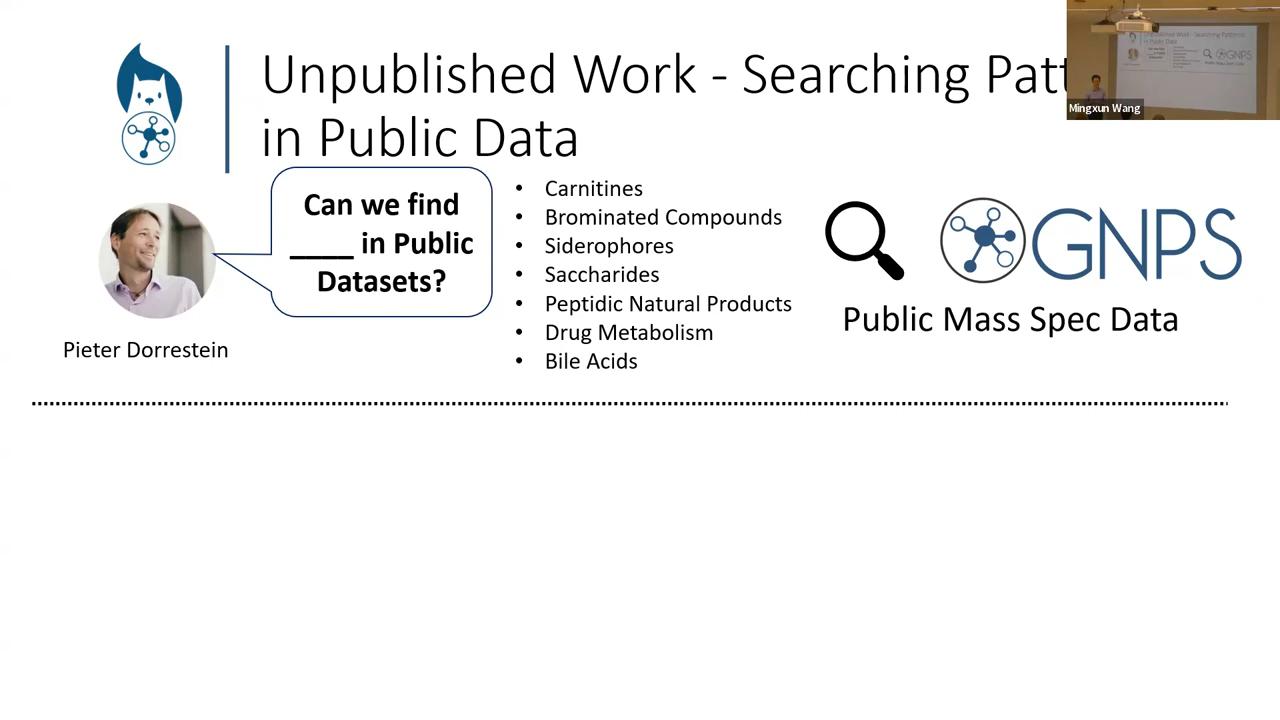 Unpublished Work - Searching Patt
in Public Data
Mingxun Wang
Can we find
____ in Public
Datasets?
Pieter Dorrestein
• Carnitines
• Brominated Compounds
• Siderophores
• Saccharides
• Peptidic Natural Products
• Drug Metabolism
• Bile Acids
GNPS
Public Mass Spec Data